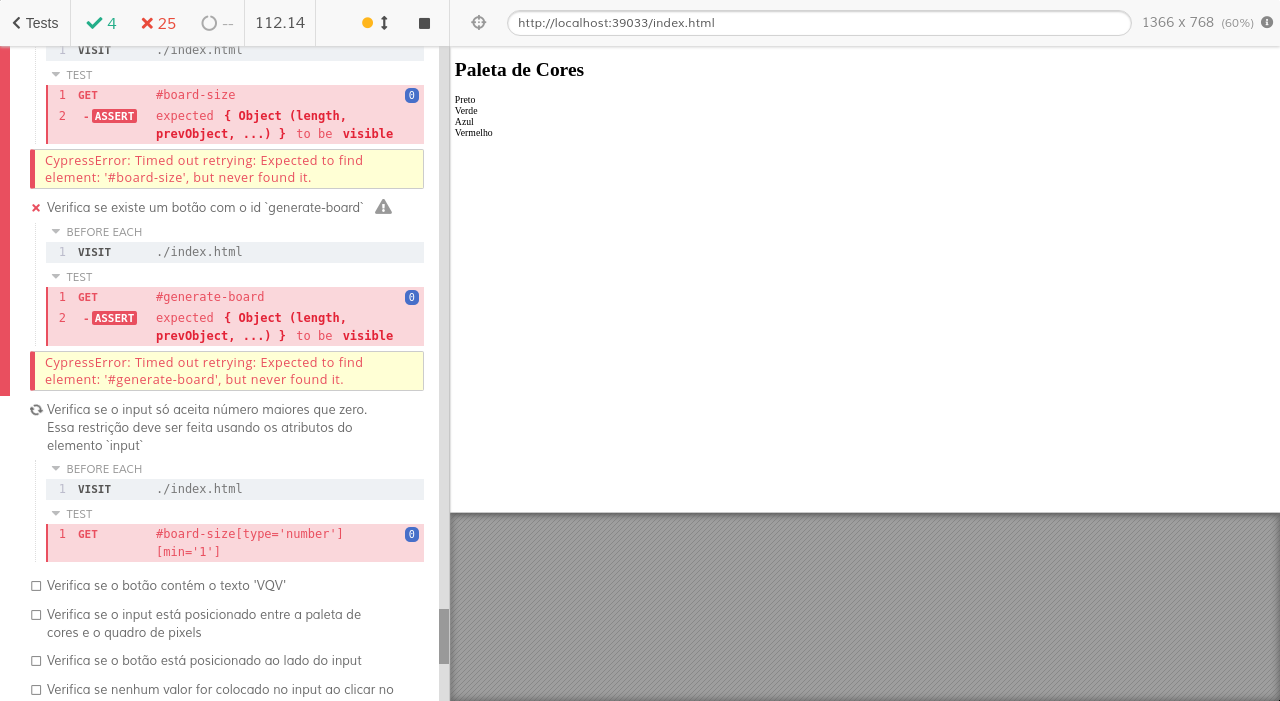 Tests 4 25 -- 112.14
http://localhost:39033/index.html 1366 x 768 (60%)
1 VISIT ./index.html
TEST
1 GET #board-size 0
2 -ASSERT expected { Object (length,
prevObject, ...) } to be visible
CypressError: Timed out retrying: Expected to find
element: '#board-size', but never found it.
Verifica se existe um botão com o id `generate-board`
BEFORE EACH
1 VISIT ./index.html
TEST
1 GET #generate-board 0
2 -ASSERT expected { Object (length,
prevObject, ...) } to be visible
CypressError: Timed out retrying: Expected to find
element: '#generate-board', but never found it.
Verifica se o input só aceita número maiores que zero.
Essa restrição deve ser feita usando os atributos do
elemento `input`
BEFORE EACH
1 VISIT ./index.html
TEST
1 GET #board-size[type='number'] 0
[min='1']
Verifica se o botão contém o texto 'VQV'
Verifica se o input está posicionado entre a paleta de
cores e o quadro de pixels
Verifica se o botão está posicionado ao lado do input
Verifica se nenhum valor for colocado no input ao clicar no
Paleta de Cores
Preto
Verde
Azul
Vermelho